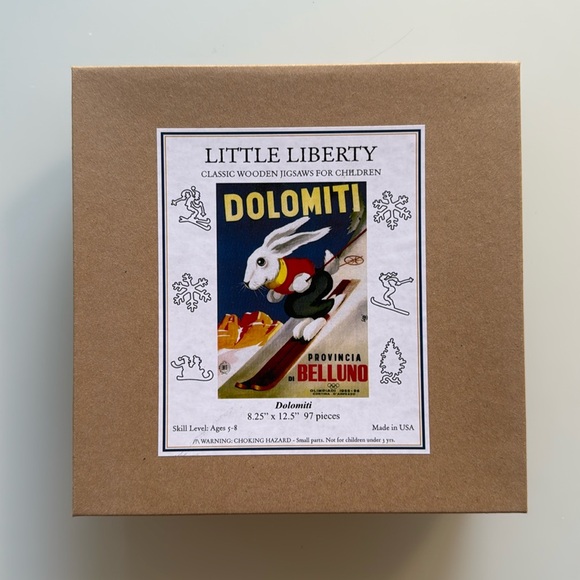 LITTLE LIBERTY
CLASSIC WOODEN JIGSAWS FOR CHILDREN
DOLOMITI
PROVINCIA
DI BELLUNO
Dolomiti
8.25" x 12.5" 97 pieces
Skill Level: Ages 5-8
Made in USA
⚠ WARNING: CHOKING HAZARD - Small parts. Not for children under 3 yrs.